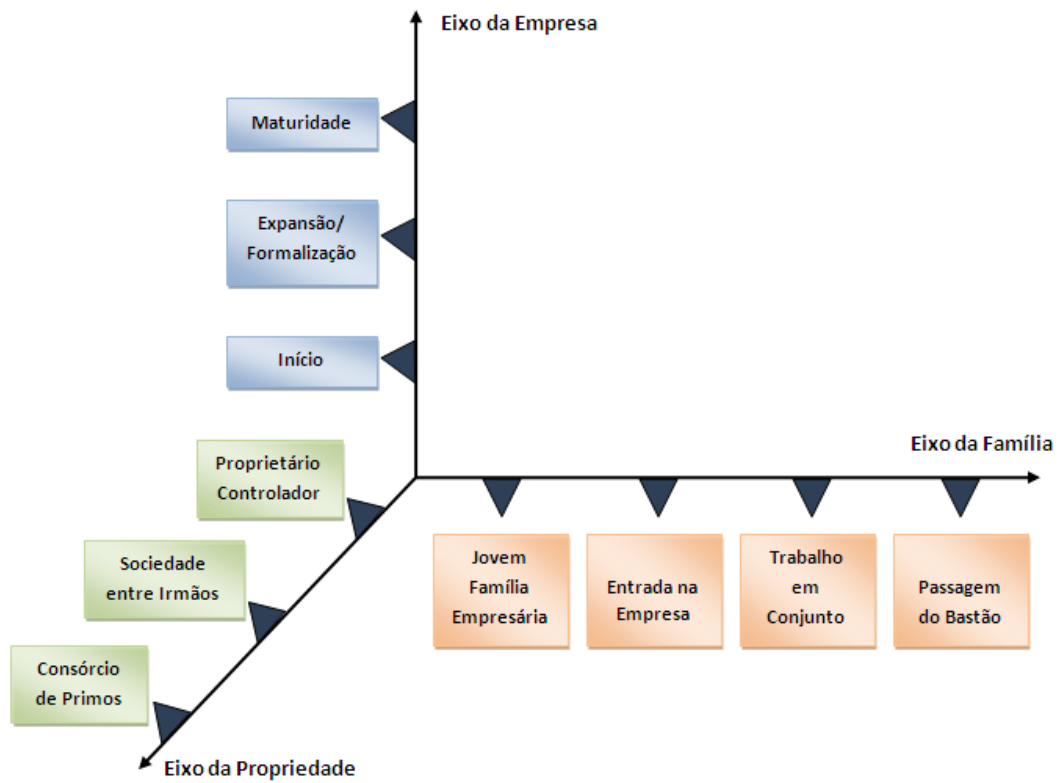 Eixo da Empresa
Maturidade
Expansão/
Formalização
Início
Proprietário
Controlador
Sociedade
entre Irmãos
Consórcio
de Primos
Eixo da Propriedade
Eixo da Família
Jovem
Família
Empresária
Entrada na
Empresa
Trabalho
em
Conjunto
Passagem
do Bastão